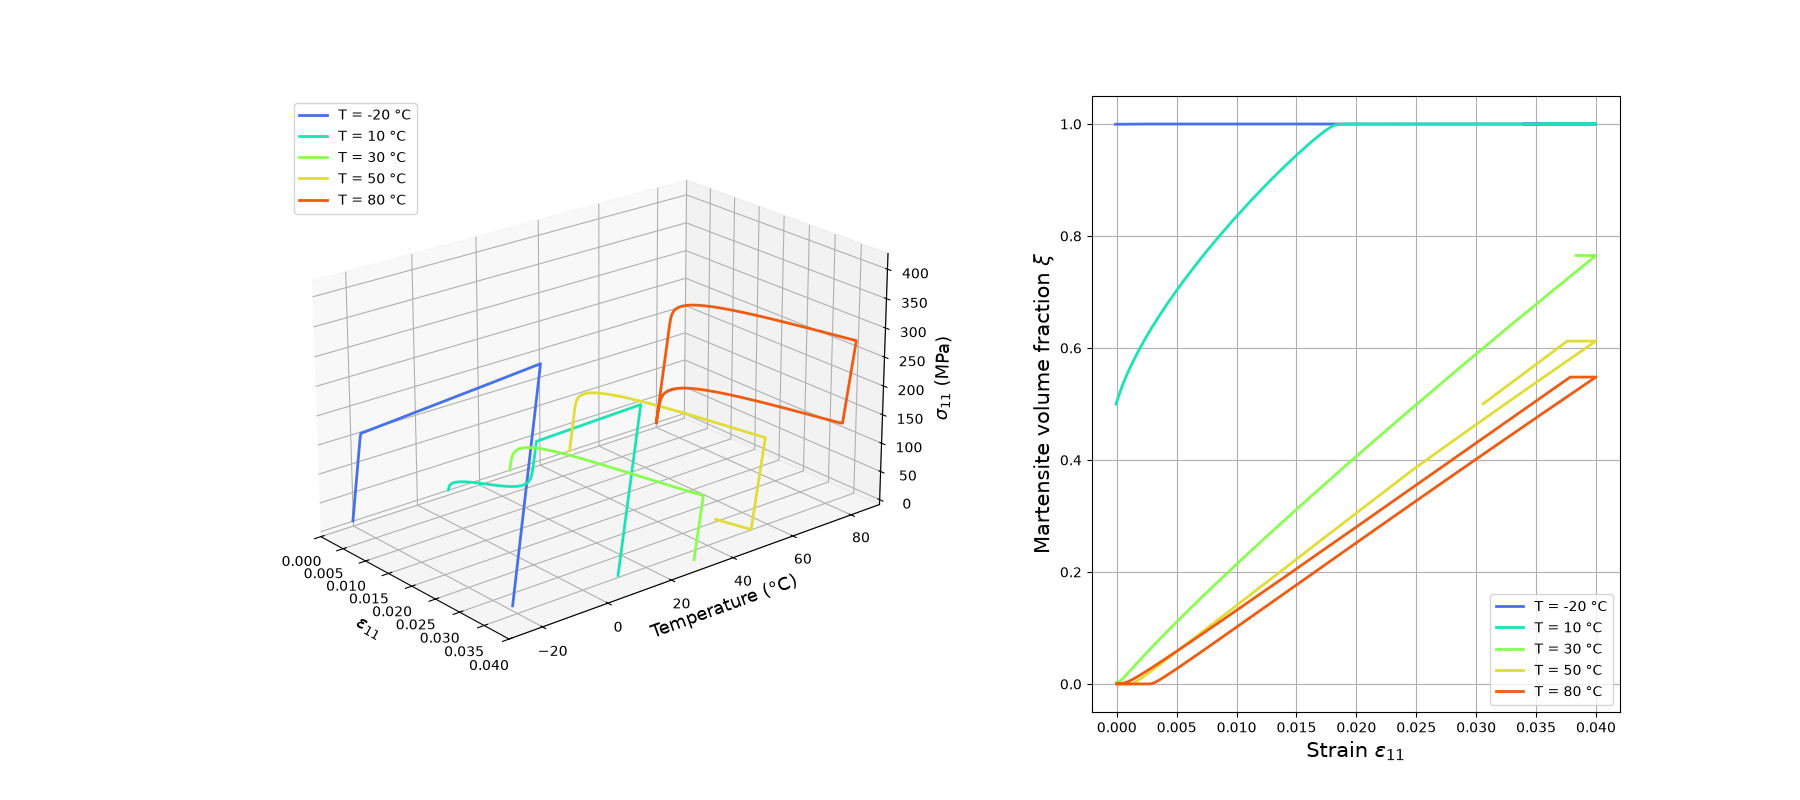 T = -20 °C
T = 10 °C
T = 30 °C
T = 50 °C
T = 80 °C
400
350
300
250
200
150
100
50
0
σ11 (MPa)
0.000
0.005
0.010
0.015
0.020
0.025
0.030
0.035
0.040
ε11
−20
0
20
40
60
80
Temperature (°C)
1.0
0.8
0.6
0.4
0.2
0.0
Martensite volume fraction ξ
T = -20 °C
T = 10 °C
T = 30 °C
T = 50 °C
T = 80 °C
0.000 0.005 0.010 0.015 0.020 0.025 0.030 0.035 0.040
Strain ε11